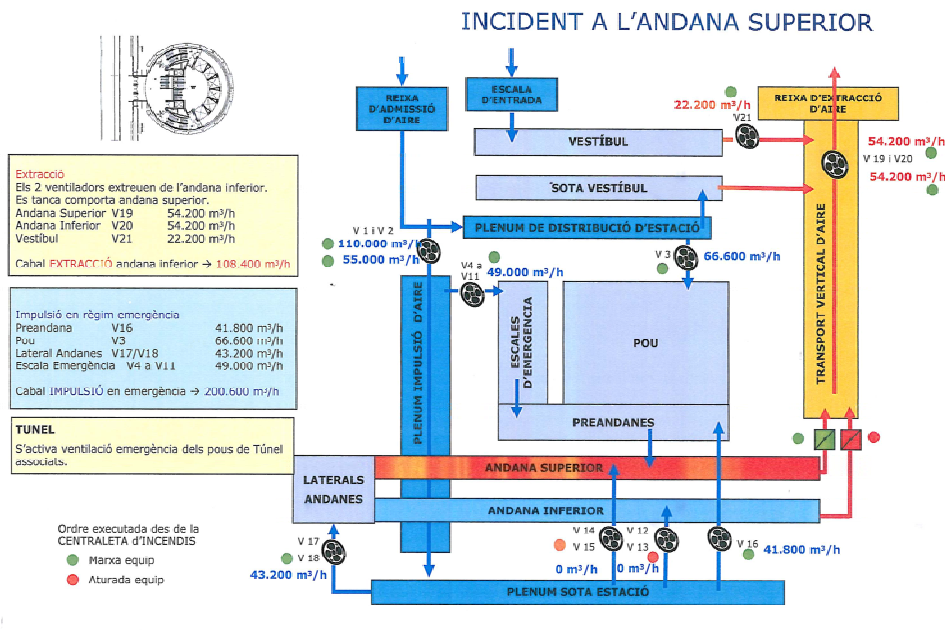 INCIDENT A L'ANDANA SUPERIOR
REIXA
D'ADMISSIÓ
D'AIRE
ESCALA
D'ENTRADA
22.200 m³/h
V21
REIXA D'EXTRACCIÓ
D'AIRE
VESTÍBUL
54.200 m³/h
V 19 i V20
54.200 m³/h
SOTA VESTÍBUL
Extracció
Els 2 ventiladors extreuen de l'andana inferior.
Es tanca comporta andana superior.
Andana Superior V19 54.200 m³/h
Andana Inferior V20 54.200 m³/h
Vestíbul V21 22.200 m³/h
Cabal EXTRACCIÓ andana inferior → 108.400 m³/h
PLENUM DE DISTRIBUCIÓ D'ESTACIÓ
V 1 i V 2
110.000 m³/h
55.000 m³/h
V4 a
V11
49.000 m³/h
V 3
66.600 m³/h
TRANSPORT VERTICAL D'AIRE
PLENUM IMPULSIÓ D'AIRE
ESCALES
D'EMERGENCIA
POU
Impulsió en règim emergència
Preandana V16 41.800 m³/h
Pou V3 66.600 m³/h
Lateral Andanes V17/V18 43.200 m³/h
Escala Emergència V4 a V11 49.000 m³/h
Cabal IMPULSIÓ en emergència → 200.600 m³/h
PREANDANES
TUNEL
S'activa ventilació emergència dels pous de Túnel
associats.
LATERALS
ANDANES
ANDANA SUPERIOR
ANDANA INFERIOR
Ordre executada des de la
CENTRALETA d'INCENDIS
Marxa equip
Aturada equip
V 17
V 18
43.200 m³/h
V 14
V 15
0 m³/h
V 12
V 13
0 m³/h
V 16
41.800 m³/h
PLENUM SOTA ESTACIÓ